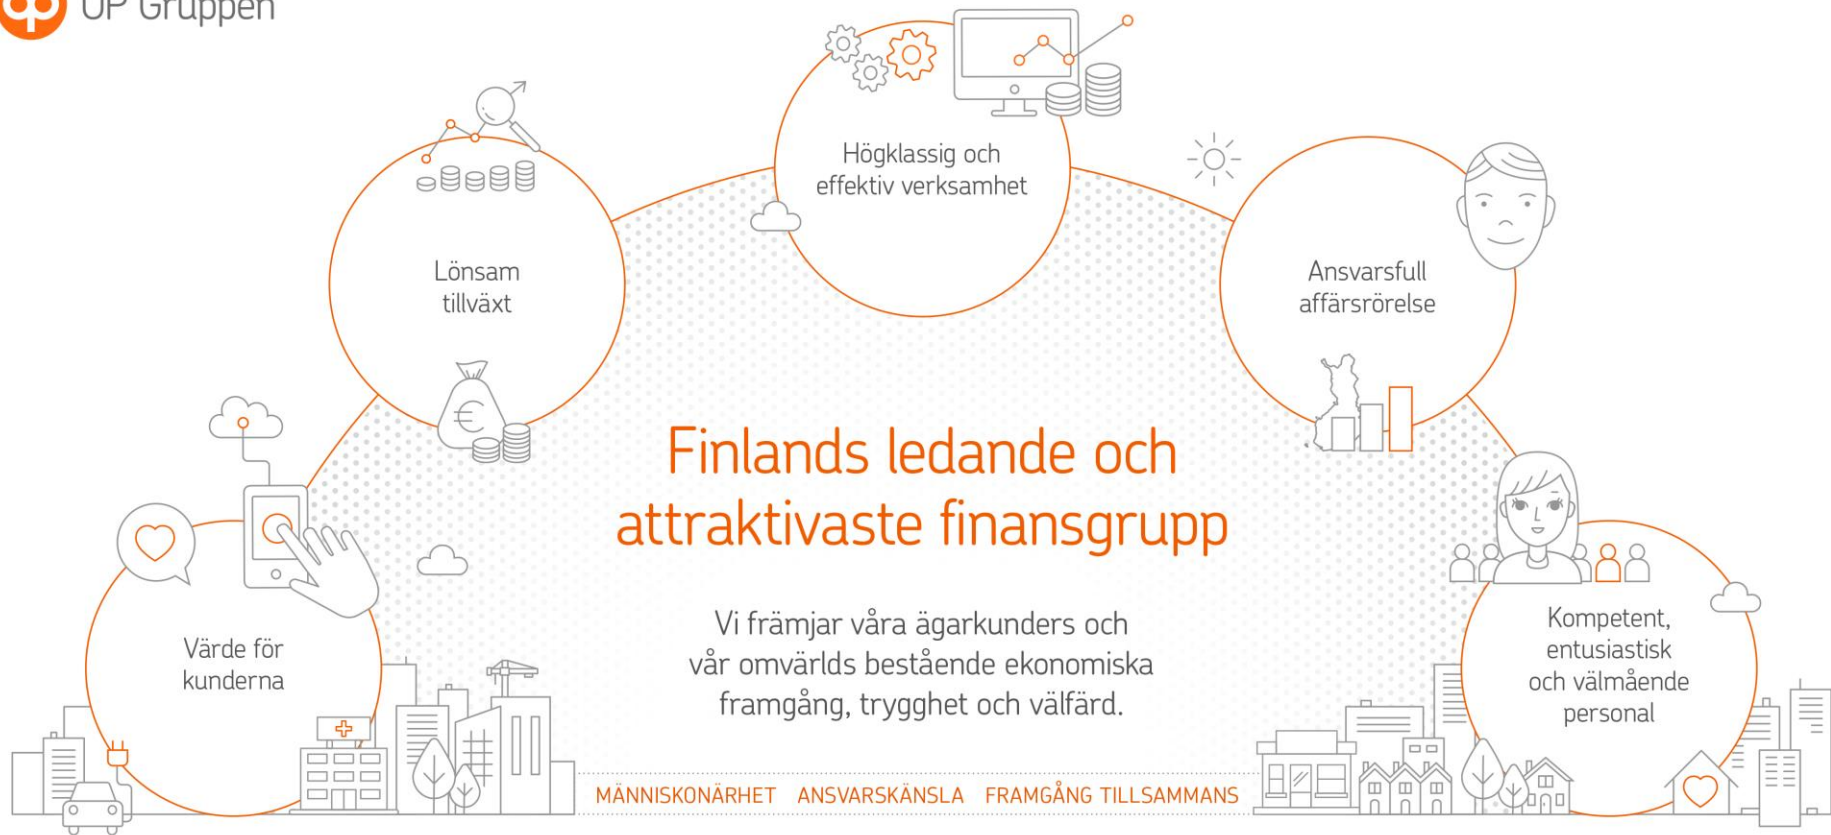 OP Gruppen
Högklassig och
effektiv verksamhet
Lönsam
tillväxt
Ansvarsfull
affärsrörelse
Finlands ledande och
attraktivaste finansgrupp
Värde för
kunderna
Vi främjar våra ägarkunders och
vår omvärlds bestående ekonomiska
framgång, trygghet och välfärd.
Kompetent,
entusiastisk
och välmående
personal
MÄNNISKONÄRHET ANSVARSKÄNSLA FRAMGÅNG TILLSAMMANS